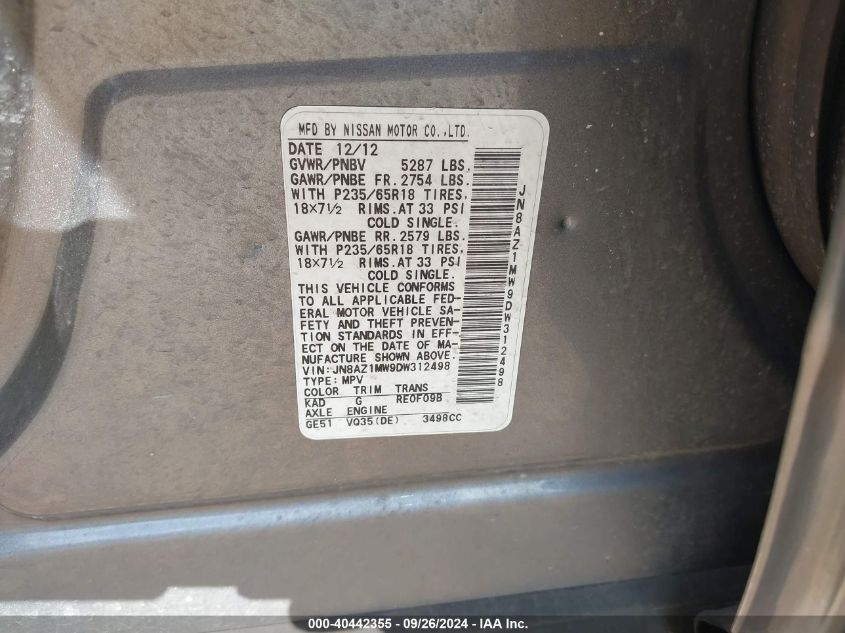 MFD BY NISSAN MOTOR CO.,LTD.
DATE 12/12
GVWR/PNBV 5287 LBS.
GAWR/PNBE FR. 2754 LBS.
WITH P235/65R18 TIRES.
18×7½ RIMS.AT 33 PSI
COLD SINGLE.
GAWR/PNBE RR. 2579 LBS.
WITH P235/65R18 TIRES.
18×7½ RIMS.AT 33 PSI
COLD SINGLE.
THIS VEHICLE CONFORMS
TO ALL APPLICABLE FED-
ERAL MOTOR VEHICLE SA-
FETY AND THEFT PREVEN-
TION STANDARDS IN EFF-
ECT ON THE DATE OF MA-
NUFACTURE SHOWN ABOVE.
VIN:JN8AZ1MW9DW312498
TYPE:MPV
COLOR TRIM TRANS
KAD G RE0F09B
AXLE ENGINE
GE51 VQ35(DE) 3498CC
JN8AZ1MW9DW312498
000-40442355 - 09/26/2024 - IAA Inc.